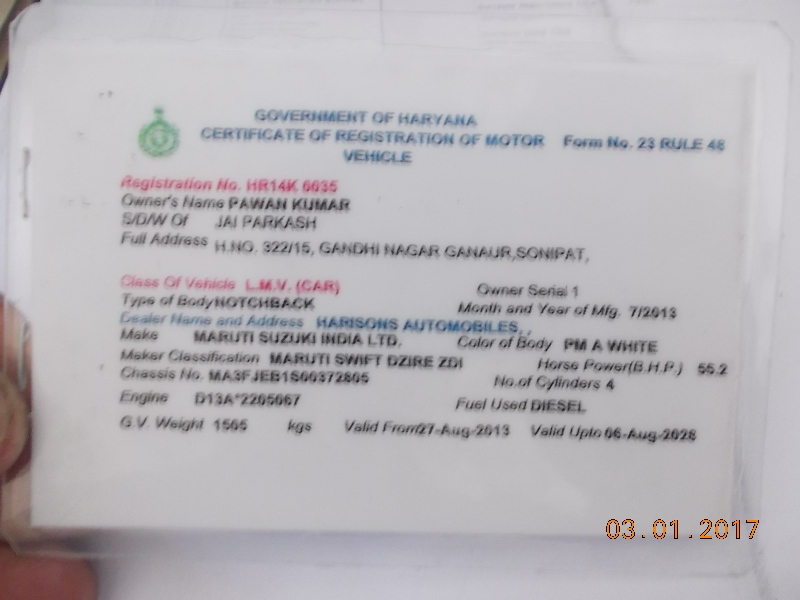 GOVERNMENT OF HARYANA
CERTIFICATE OF REGISTRATION OF MOTOR VEHICLE Form No. 23 RULE 48
Registration No. HR14K 6035
Owner's Name PAWAN KUMAR
S/D/W Of JAI PARKASH
Full Address H.NO. 322/15, GANDHI NAGAR GANAUR,SONIPAT,
Class Of Vehicle L.M.V. (CAR) Owner Serial 1
Type of Body NOTCHBACK Month and Year of Mfg. 7/2013
Dealer Name and Address HARISONS AUTOMOBILES, ,
Make MARUTI SUZUKI INDIA LTD. Color of Body PM A WHITE
Maker Classification MARUTI SWIFT DZIRE ZDI Horse Power(B.H.P.) 55.2
Chassis No. MA3FJEB1S00372805 No.of Cylinders 4
Engine D13A*2205067 Fuel Used DIESEL
G.V. Weight 1505 kgs Valid From 27-Aug-2013 Valid Upto 06-Aug-2028
03.01.2017